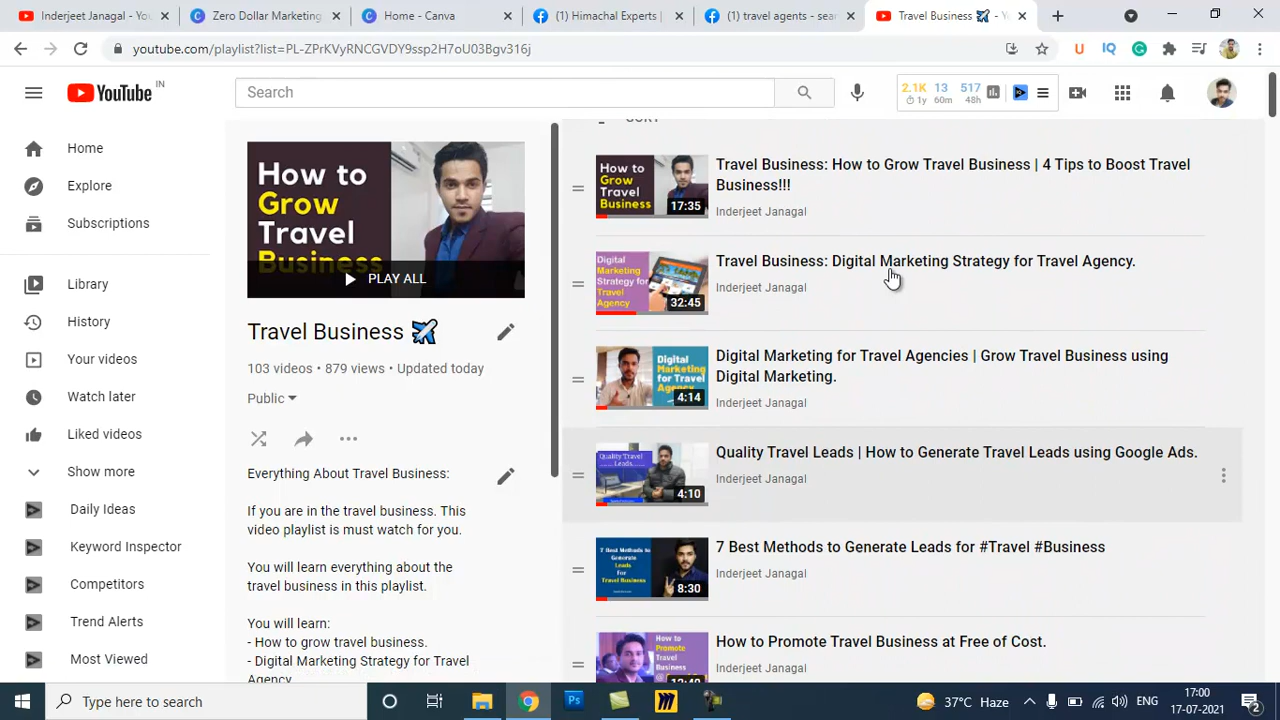 Inderjeet Janagal - You
Zero Dollar Marketing
Home - Canva
(1) Himachal Experts |
(1) travel agents - sear
Travel Business ✈ - Y
youtube.com/playlist?list=PL-ZPrKVyRNCGVDY9ssp2H7oU03Bgv316j
YouTube IN
Search
2.1K 13 517
1y 60m 48h
Home
Explore
Subscriptions
Library
History
Your videos
Watch later
Liked videos
Show more
Daily Ideas
Keyword Inspector
Competitors
Trend Alerts
Most Viewed
How to
Grow
Travel
Business
PLAY ALL
Travel Business ✈
103 videos • 879 views • Updated today
Public
Everything About Travel Business:
If you are in the travel business. This
video playlist is must watch for you.
You will learn everything about the
travel business in this playlist.
You will learn:
- How to grow travel business.
- Digital Marketing Strategy for Travel
Agency
SORT
How to
Grow
Travel
Business
17:35
Travel Business: How to Grow Travel Business | 4 Tips to Boost Travel
Business!!!
Inderjeet Janagal
Digital
Marketing
Strategy for
Travel
Agency
32:45
Travel Business: Digital Marketing Strategy for Travel Agency.
Inderjeet Janagal
Digital
Marketing
for Travel
Agency
4:14
Digital Marketing for Travel Agencies | Grow Travel Business using
Digital Marketing.
Inderjeet Janagal
Quality Travel
Leads
4:10
Quality Travel Leads | How to Generate Travel Leads using Google Ads.
Inderjeet Janagal
7 Best Methods to
Generate
Leads
for
Travel Business
8:30
7 Best Methods to Generate Leads for #Travel #Business
Inderjeet Janagal
How to
Promote
Travel
Business
How to Promote Travel Business at Free of Cost.
Inderjeet Janagal
Type here to search
37°C Haze
ENG
17:00
17-07-2021
2